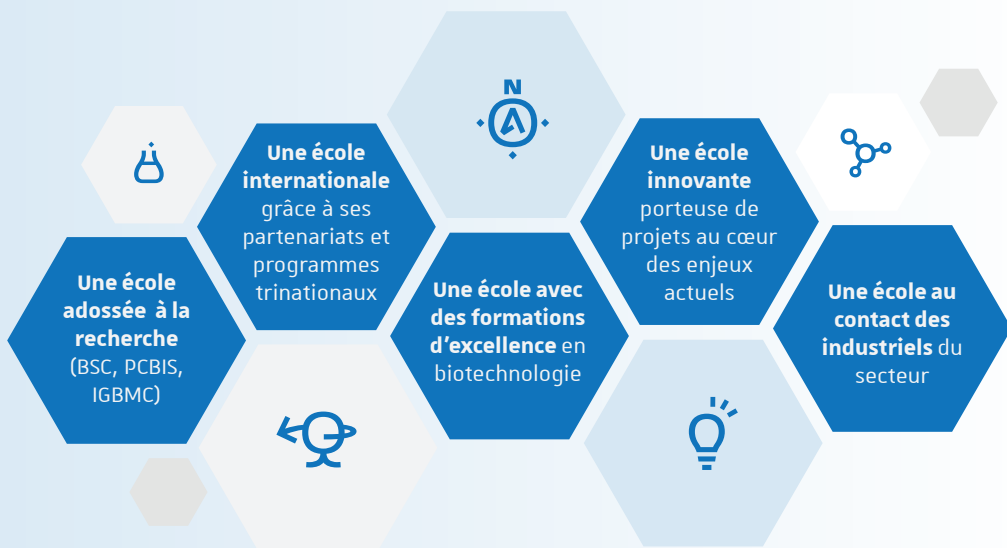 Une école
adossée à la
recherche
(BSC, PCBIS,
IGBMC)
Une école
internationale
grâce à ses
partenariats et
programmes
trinationaux
N
Une école avec
des formations
d'excellence en
biotechnologie
Une école
innovante
porteuse de
projets au cœur
des enjeux
actuels
Une école au
contact des
industriels du
secteur